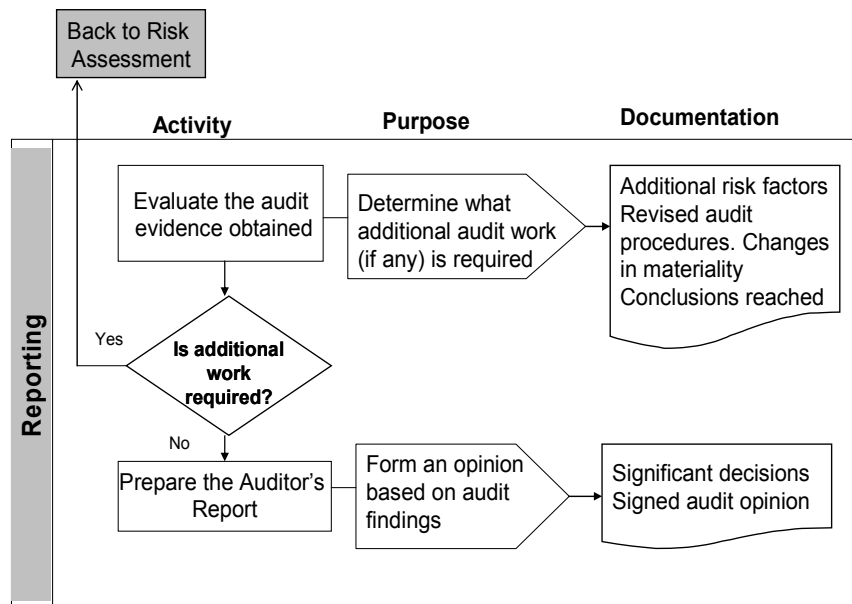 Back to Risk
Assessment
Activity
Purpose
Documentation
Reporting
Evaluate the audit
evidence obtained
Determine what
additional audit work
(if any) is required
Additional risk factors
Revised audit
procedures. Changes
in materiality
Conclusions reached
Yes
Is additional
work
required?
No
Prepare the Auditor's
Report
Form an opinion
based on audit
findings
Significant decisions
Signed audit opinion